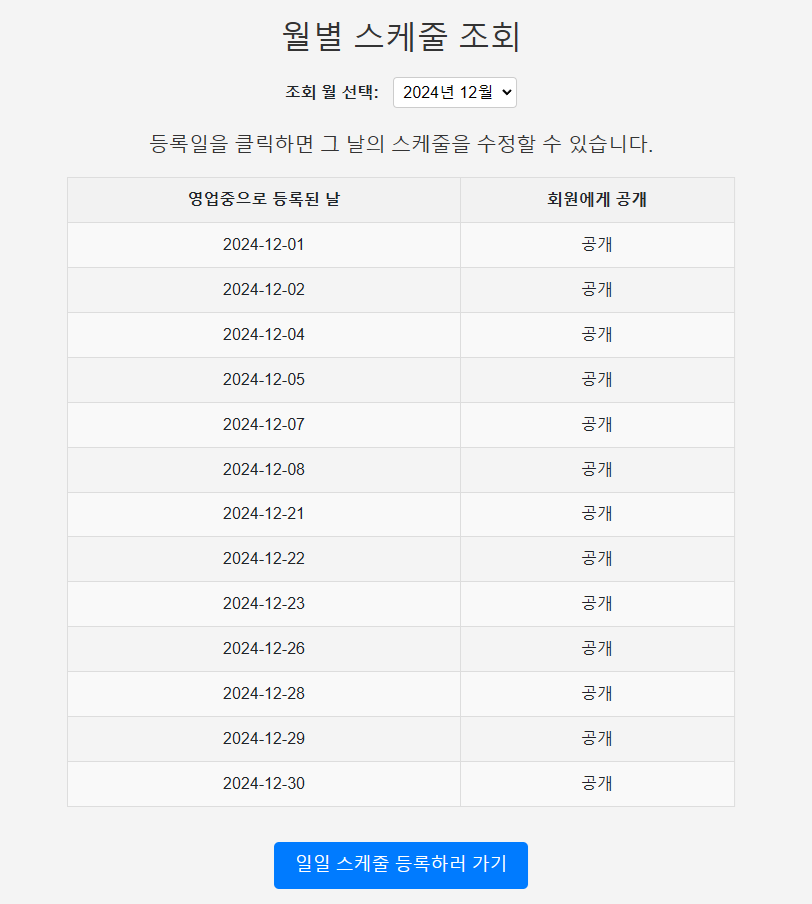 월별 스케줄 조회
조회 월 선택: 2024년 12월
등록일을 클릭하면 그 날의 스케줄을 수정할 수 있습니다.
영업중으로 등록된 날 회원에게 공개
2024-12-01 공개
2024-12-02 공개
2024-12-04 공개
2024-12-05 공개
2024-12-07 공개
2024-12-08 공개
2024-12-21 공개
2024-12-22 공개
2024-12-23 공개
2024-12-26 공개
2024-12-28 공개
2024-12-29 공개
2024-12-30 공개
일일 스케줄 등록하러 가기